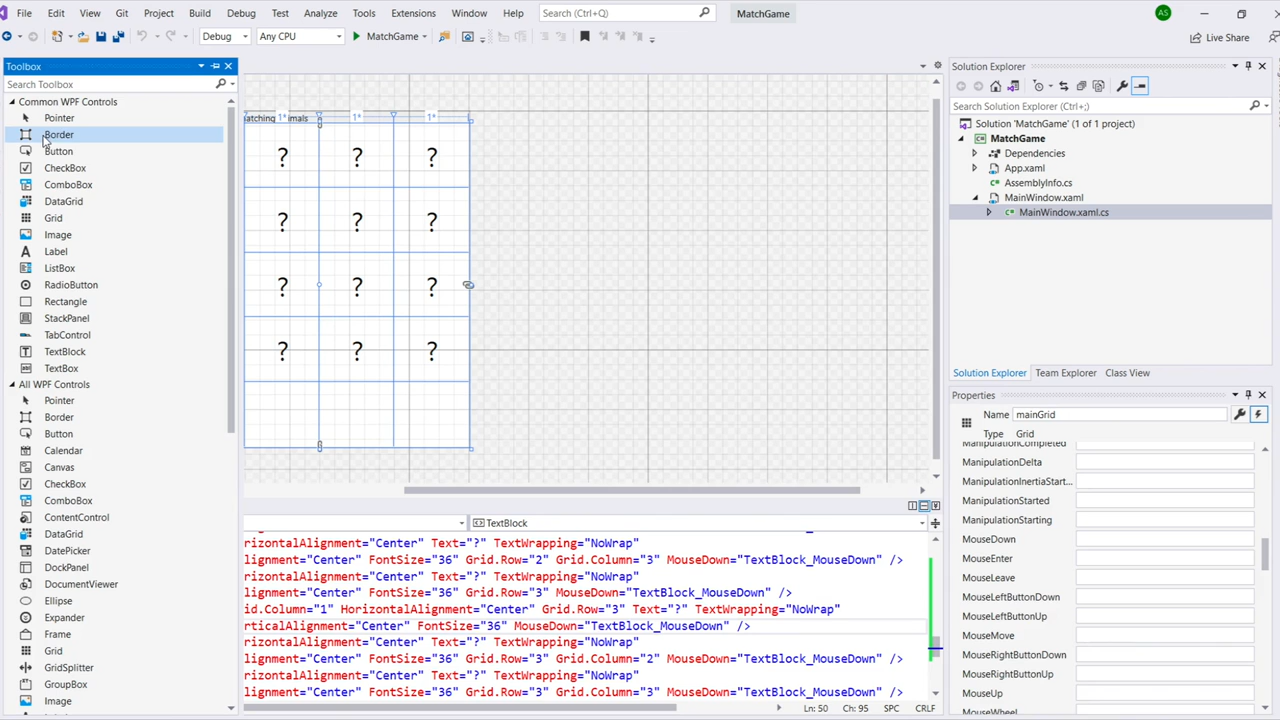 File Edit View Git Project Build Debug Test Analyze Tools Extensions Window Help Search (Ctrl+Q) MatchGame AS
Debug Any CPU MatchGame Live Share
Toolbox
Search Toolbox
Common WPF Controls
Pointer
Border
Button
CheckBox
ComboBox
DataGrid
Grid
Image
Label
ListBox
RadioButton
Rectangle
StackPanel
TabControl
TextBlock
TextBox
All WPF Controls
Pointer
Border
Button
Calendar
Canvas
CheckBox
ComboBox
ContentControl
DataGrid
DatePicker
DockPanel
DocumentViewer
Ellipse
Expander
Frame
Grid
GridSplitter
GroupBox
Image
atching imals 1* 1* 1*
? ? ?
? ? ?
? ? ?
? ? ?
TextBlock
rizontalAlignment="Center" Text="?" TextWrapping="NoWrap"
lignment="Center" FontSize="36" Grid.Row="2" Grid.Column="3" MouseDown="TextBlock_MouseDown" />
rizontalAlignment="Center" Text="?" TextWrapping="NoWrap"
lignment="Center" FontSize="36" Grid.Row="3" MouseDown="TextBlock_MouseDown" />
id.Column="1" HorizontalAlignment="Center" Grid.Row="3" Text="?" TextWrapping="NoWrap"
rticalAlignment="Center" FontSize="36" MouseDown="TextBlock_MouseDown" />
rizontalAlignment="Center" Text="?" TextWrapping="NoWrap"
lignment="Center" FontSize="36" Grid.Row="3" Grid.Column="2" MouseDown="TextBlock_MouseDown" />
rizontalAlignment="Center" Text="?" TextWrapping="NoWrap"
lignment="Center" FontSize="36" Grid.Row="3" Grid.Column="3" MouseDown="TextBlock_MouseDown" />
Ln: 50 Ch: 95 SPC CRLF
Solution Explorer
Search Solution Explorer (Ctrl+;)
Solution 'MatchGame' (1 of 1 project)
MatchGame
Dependencies
App.xaml
AssemblyInfo.cs
MainWindow.xaml
MainWindow.xaml.cs
Solution Explorer Team Explorer Class View
Properties
Name mainGrid
Type Grid
ManipulationCompleted
ManipulationDelta
ManipulationInertiaStart...
ManipulationStarted
ManipulationStarting
MouseDown
MouseEnter
MouseLeave
MouseLeftButtonDown
MouseLeftButtonUp
MouseMove
MouseRightButtonDown
MouseRightButtonUp
MouseUp
MouseWheel